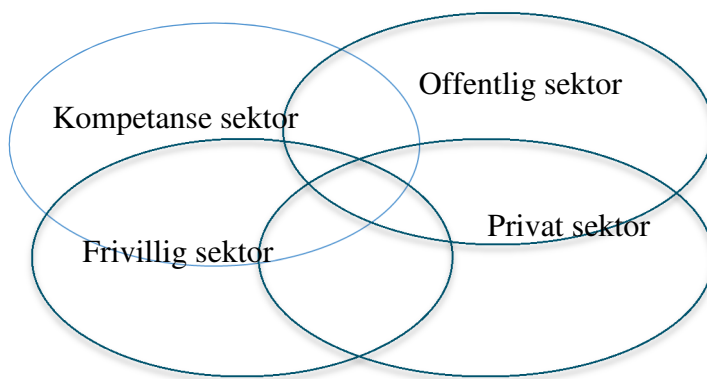 Offentlig sektor
Kompetanse sektor
Privat sektor
Frivillig sektor